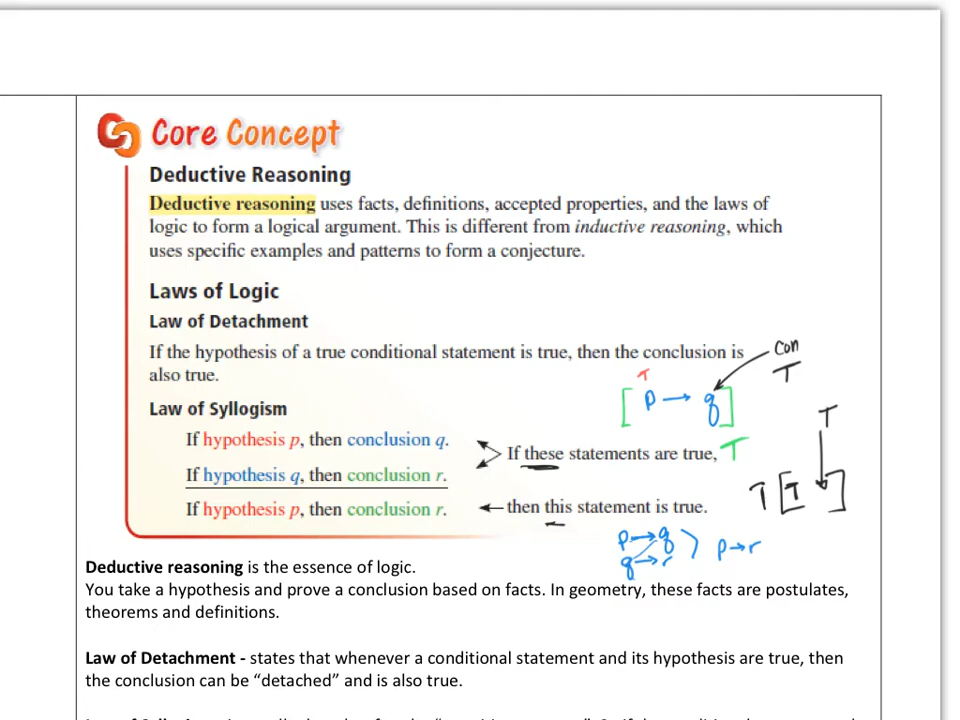 Core Concept
Deductive Reasoning
Deductive reasoning uses facts, definitions, accepted properties, and the laws of
logic to form a logical argument. This is different from inductive reasoning, which
uses specific examples and patterns to form a conjecture.
Laws of Logic
Law of Detachment
If the hypothesis of a true conditional statement is true, then the conclusion is
also true.
Con
T
T
[ p → q ]
Law of Syllogism
If hypothesis p, then conclusion q.
If hypothesis q, then conclusion r.
If these statements are true, T
If hypothesis p, then conclusion r.
then this statement is true.
T
T [ T ]
p → q
q → r
p → r
Deductive reasoning is the essence of logic.
You take a hypothesis and prove a conclusion based on facts. In geometry, these facts are postulates,
theorems and definitions.
Law of Detachment - states that whenever a conditional statement and its hypothesis are true, then
the conclusion can be “detached” and is also true.